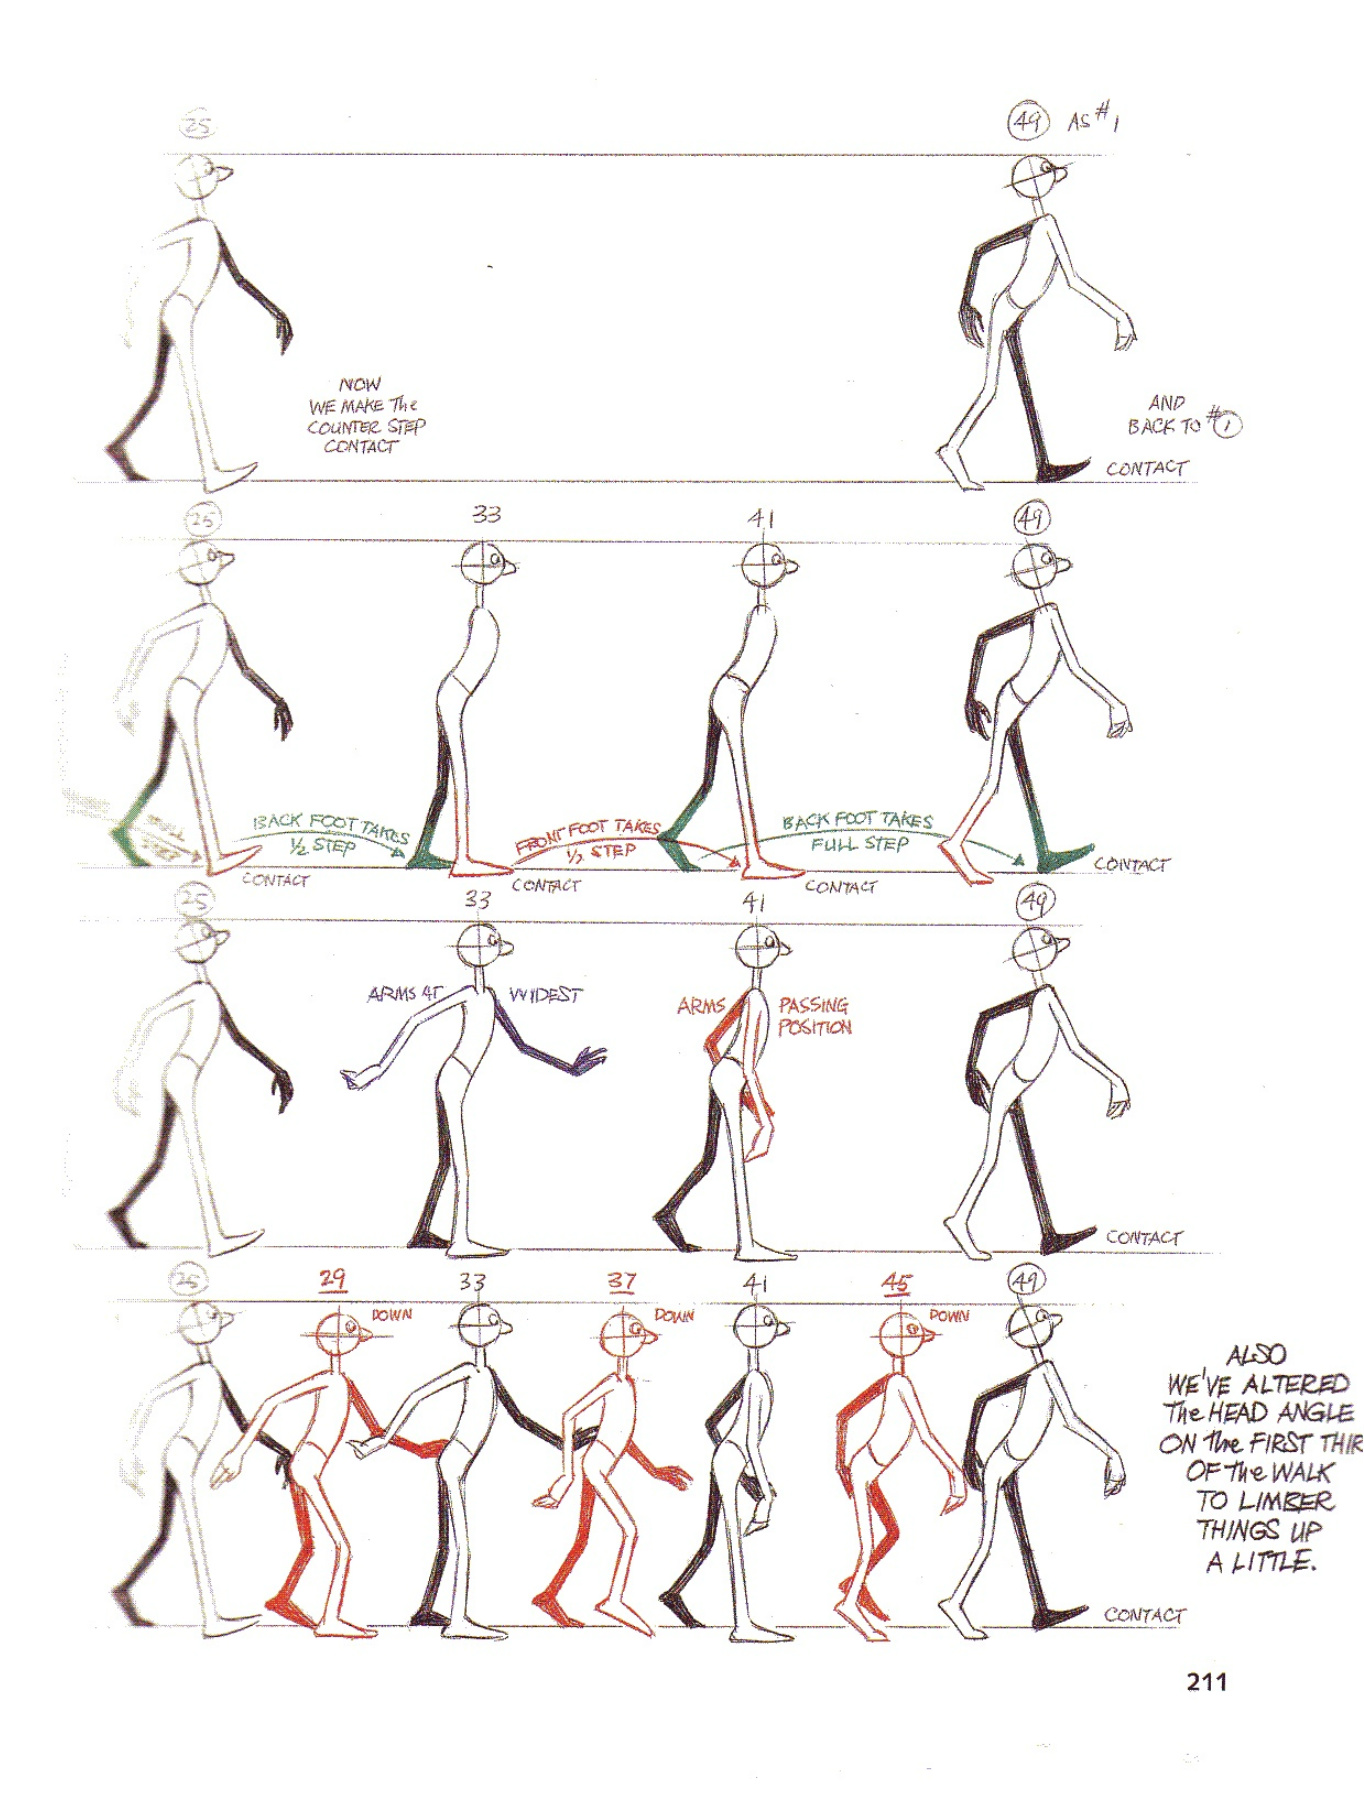 25
49 AS #1
NOW
WE MAKE The
COUNTER STEP
CONTACT
AND
BACK TO #1
CONTACT
25
33
41
49
BACK FOOT TAKES
1/2 STEP
FRONT FOOT TAKES
1/2 STEP
BACK FOOT TAKES
FULL STEP
CONTACT
CONTACT
CONTACT
CONTACT
25
33
41
49
ARMS AT WIDEST
ARMS PASSING
POSITION
CONTACT
25
29
33
37
41
45
49
DOWN
DOWN
DOWN
ALSO
WE'VE ALTERED
The HEAD ANGLE
ON The FIRST THIR
OF The WALK
TO LIMBER
THINGS UP
A LITTLE.
CONTACT
211